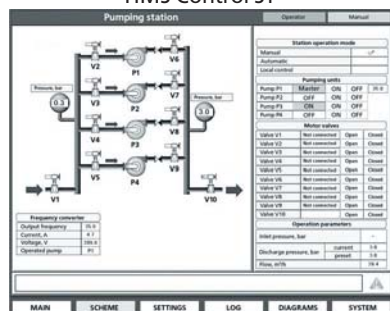 HMS Control 3T
Pumping station
Operator
Manual
Station operation mode
Manual
Automatic
Local control
Pumping units
Pump P1 Master ON OFF 35.0
Pump P2 OFF ON OFF
Pump P3 ON ON OFF
Pump P4 OFF ON OFF
Motor valves
Valve V1 Not connected Open Closed
Valve V2 Not connected Open Closed
Valve V3 Not connected Open Closed
Valve V4 Not connected Open Closed
Valve V5 Not connected Open Closed
Valve V6 Not connected Open Closed
Valve V7 Not connected Open Closed
Valve V8 Not connected Open Closed
Valve V9 Not connected Open Closed
Valve V10 Open Closed
Operation parameters
Inlet pressure, bar -
Discharge pressure, bar current
preset
Flow, m³/h
V2
P1
V6
V3
P2
V7
V4
P3
V8
V5
P4
V9
V1
V10
Pressure, bar
0.3
Pressure, bar
3.0
Frequency converter
Output frequency 35.0
Current, A
Voltage, V
Operated pump P1
MAIN
SCHEME
SETTINGS
LOG
DIAGRAMS
SYSTEM